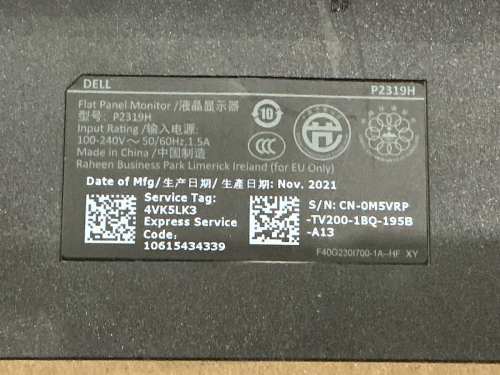 DELL
P2319H
Flat Panel Monitor /液晶显示器
型号: P2319H
Input Rating /输入电源:
100-240V～ 50/60Hz,1.5A
Made in China /中国制造
Raheen Business Park Limerick Ireland (for EU Only)
10
Date of Mfg/生产日期/生產日期: Nov. 2021
Service Tag:
4VK5LK3
Express Service
Code:
10615434339
S/N: CN-0M5VRP
-TV200-1BQ-195B
-A13
F40G230I700-1A--HF XY